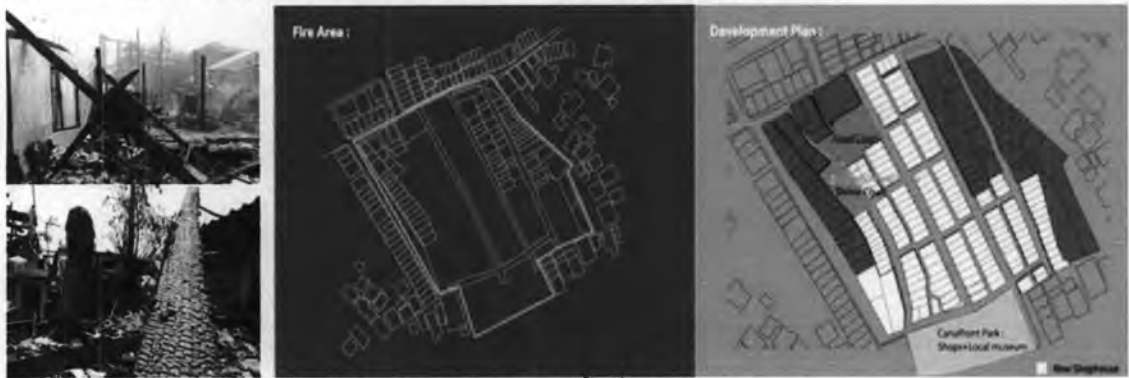 Fire Area :
Development Plan :
Canalfront Park :
Shops+Local museum
New Shophouse